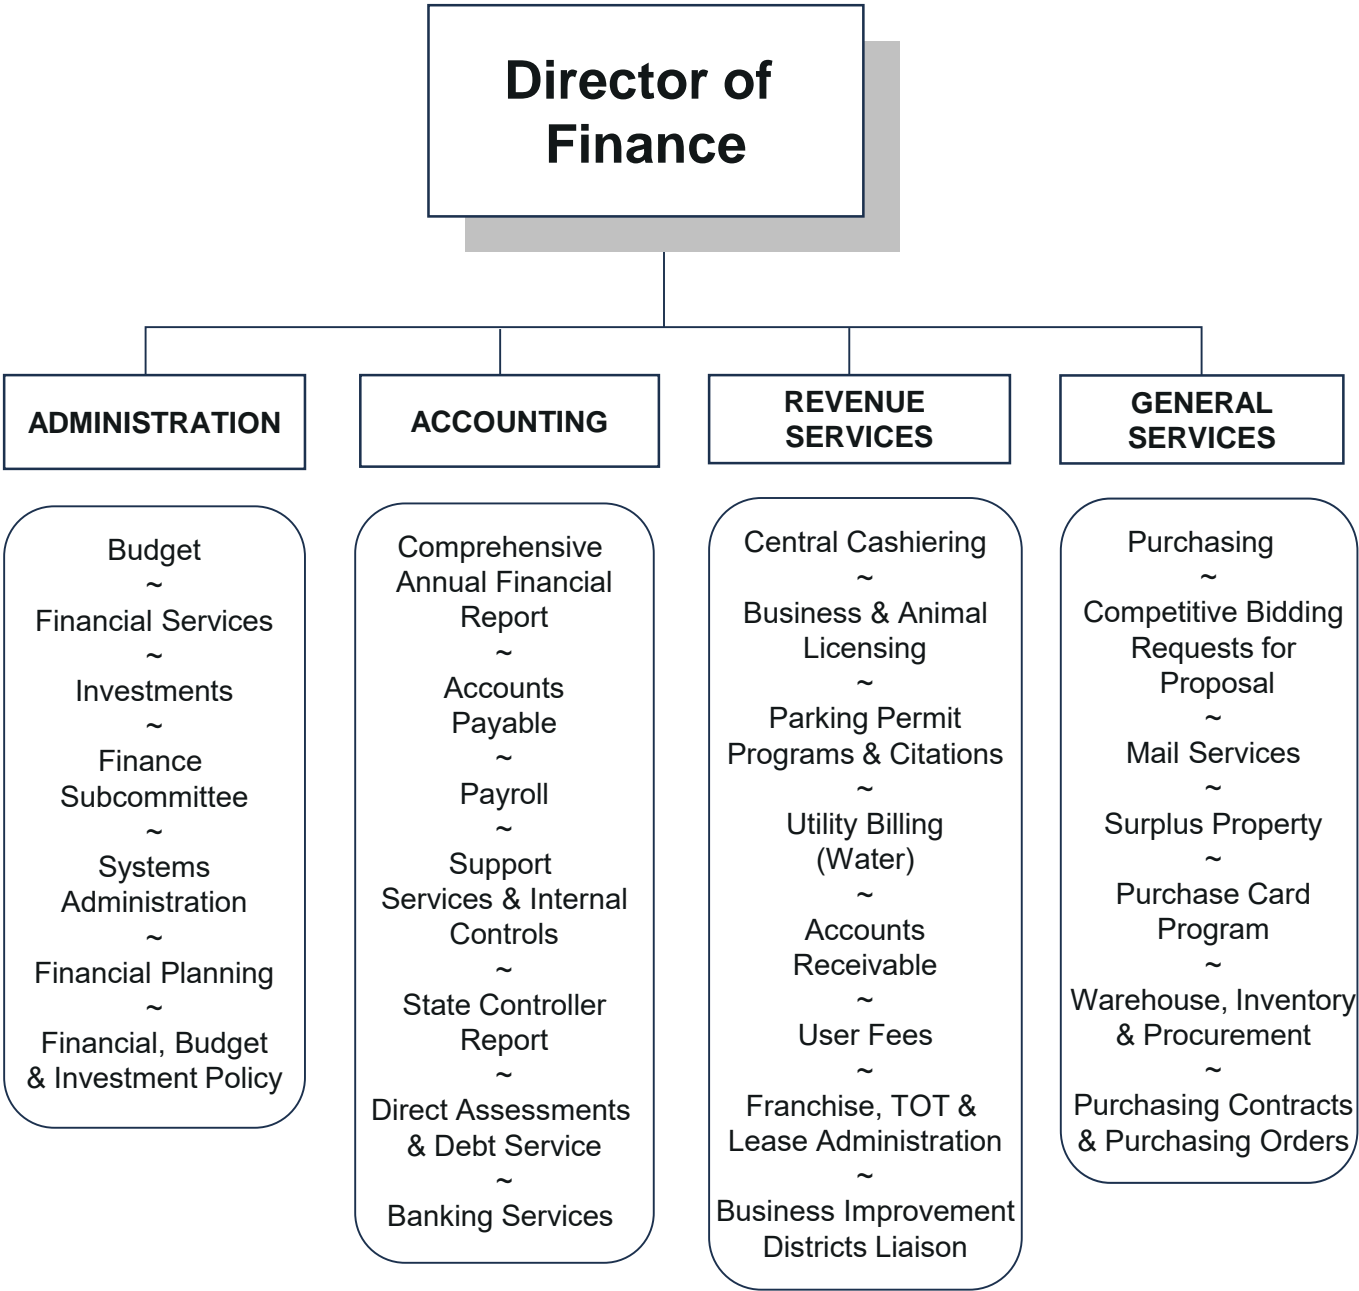 Director of
Finance
ADMINISTRATION
ACCOUNTING
REVENUE
SERVICES
GENERAL
SERVICES
Budget
~
Financial Services
~
Investments
~
Finance
Subcommittee
~
Systems
Administration
~
Financial Planning
~
Financial, Budget
& Investment Policy
Comprehensive
Annual Financial
Report
~
Accounts
Payable
~
Payroll
~
Support
Services & Internal
Controls
~
State Controller
Report
~
Direct Assessments
& Debt Service
~
Banking Services
Central Cashiering
~
Business & Animal
Licensing
~
Parking Permit
Programs & Citations
~
Utility Billing
(Water)
~
Accounts
Receivable
~
User Fees
~
Franchise, TOT &
Lease Administration
~
Business Improvement
Districts Liaison
Purchasing
~
Competitive Bidding
Requests for
Proposal
~
Mail Services
~
Surplus Property
~
Purchase Card
Program
~
Warehouse, Inventory
& Procurement
~
Purchasing Contracts
& Purchasing Orders